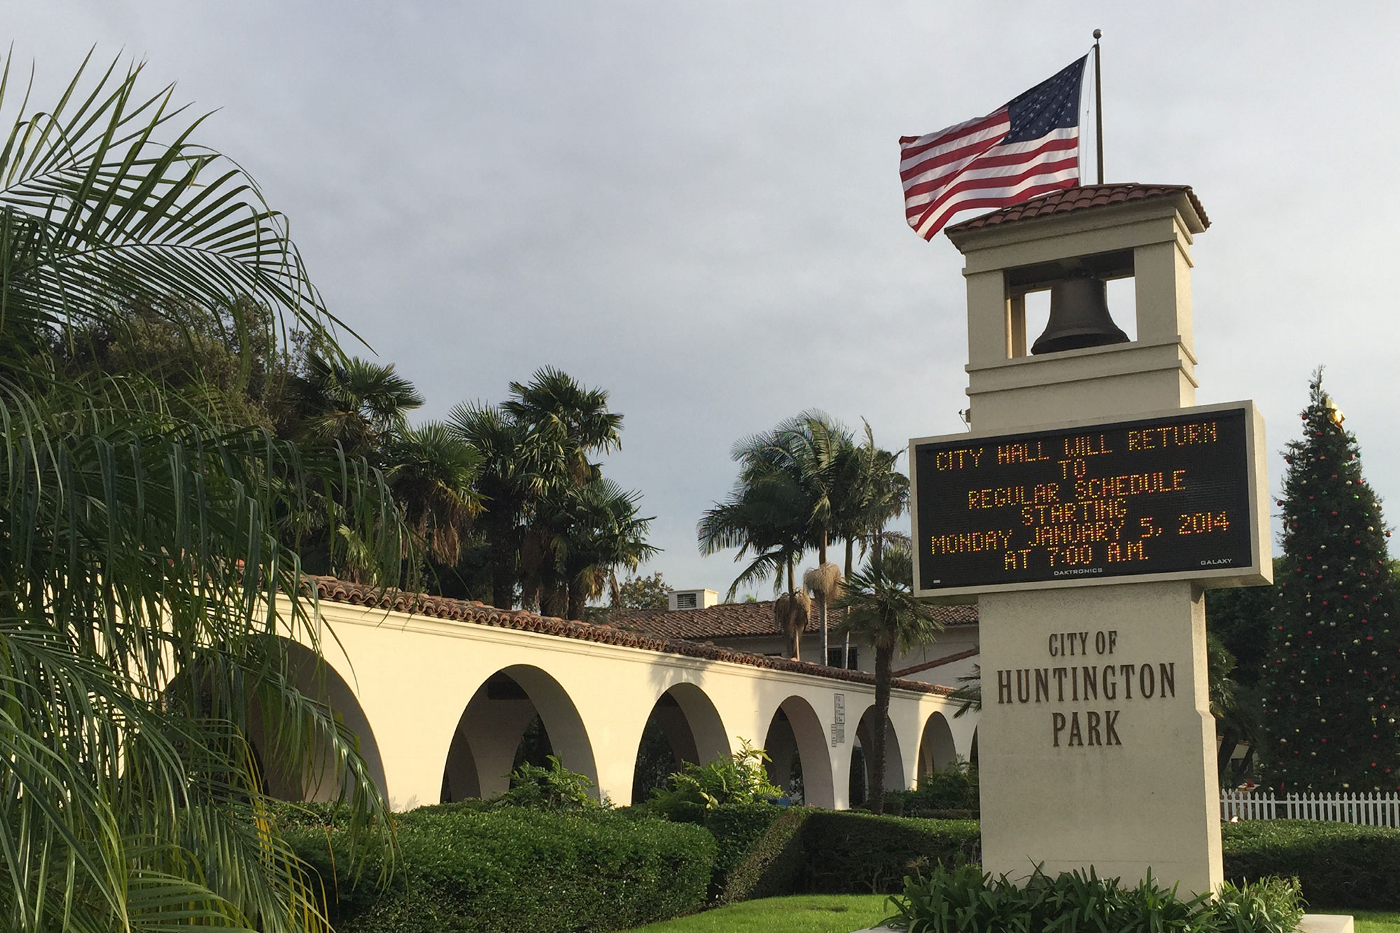 CITY HALL WILL RETURN
TO
REGULAR SCHEDULE
STARTING
MONDAY JANUARY 5, 2014
AT 7:00 A.M.
DAKTRONICS
GALAXY
CITY OF
HUNTINGTON
PARK